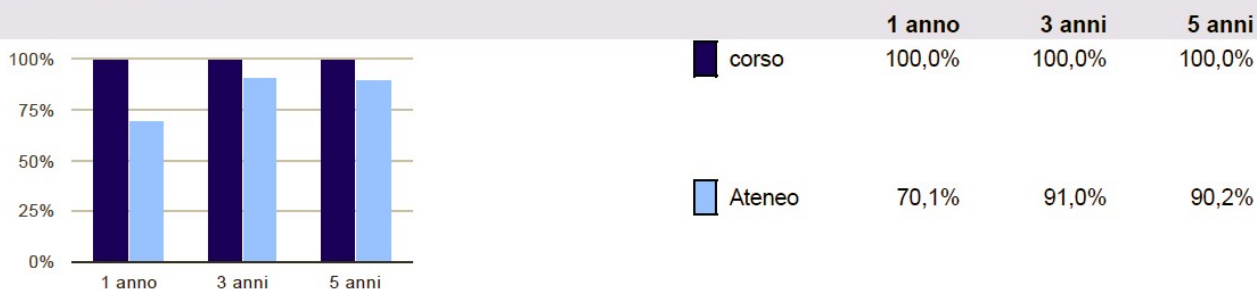 1 anno 3 anni 5 anni
100%
75%
50%
25%
0%
1 anno 3 anni 5 anni
corso 100,0% 100,0% 100,0%
Ateneo 70,1% 91,0% 90,2%